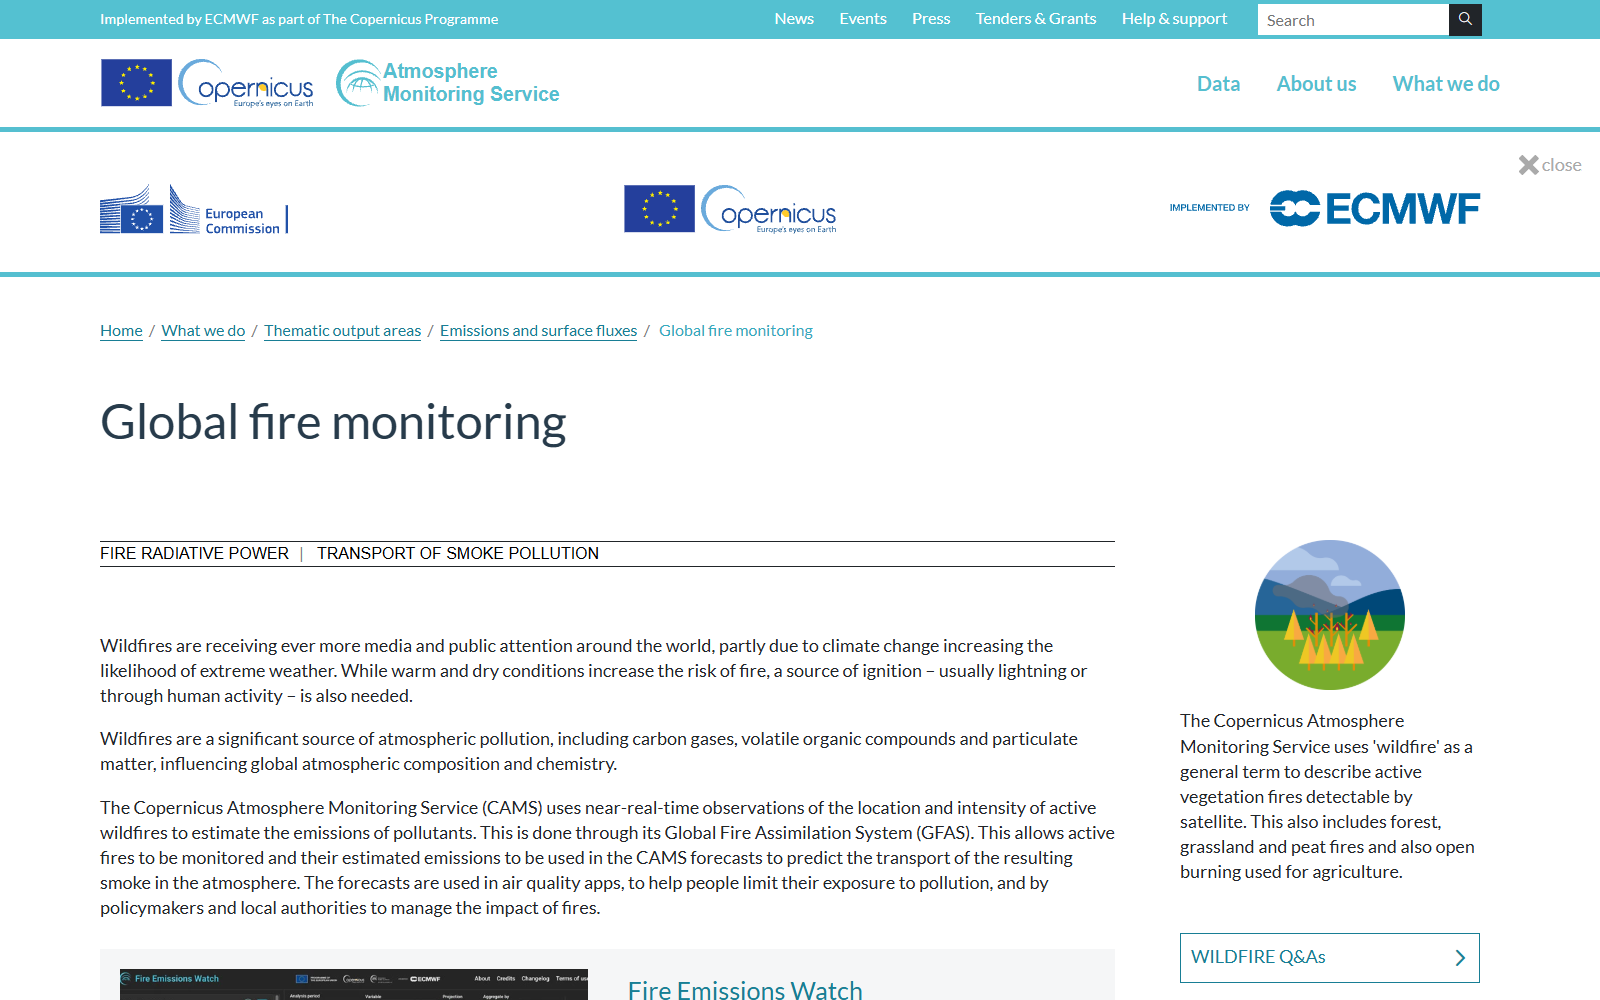 Implemented by ECMWF as part of The Copernicus Programme
News Events Press Tenders & Grants Help & support Search
opernicus
Europe's eyes on Earth
Atmosphere
Monitoring Service
Data About us What we do
close
European
Commission
opernicus
Europe's eyes on Earth
IMPLEMENTED BY ECMWF
Home / What we do / Thematic output areas / Emissions and surface fluxes / Global fire monitoring
Global fire monitoring
FIRE RADIATIVE POWER | TRANSPORT OF SMOKE POLLUTION
Wildfires are receiving ever more media and public attention around the world, partly due to climate change increasing the
likelihood of extreme weather. While warm and dry conditions increase the risk of fire, a source of ignition – usually lightning or
through human activity – is also needed.
Wildfires are a significant source of atmospheric pollution, including carbon gases, volatile organic compounds and particulate
matter, influencing global atmospheric composition and chemistry.
The Copernicus Atmosphere Monitoring Service (CAMS) uses near-real-time observations of the location and intensity of active
wildfires to estimate the emissions of pollutants. This is done through its Global Fire Assimilation System (GFAS). This allows active
fires to be monitored and their estimated emissions to be used in the CAMS forecasts to predict the transport of the resulting
smoke in the atmosphere. The forecasts are used in air quality apps, to help people limit their exposure to pollution, and by
policymakers and local authorities to manage the impact of fires.
The Copernicus Atmosphere
Monitoring Service uses 'wildfire' as a
general term to describe active
vegetation fires detectable by
satellite. This also includes forest,
grassland and peat fires and also open
burning used for agriculture.
WILDFIRE Q&As
Fire Emissions Watch
ECMWF
About Credits Changelog Terms of us
Analysis period Variable Projection Aggregate by
Fire Emissions Watch